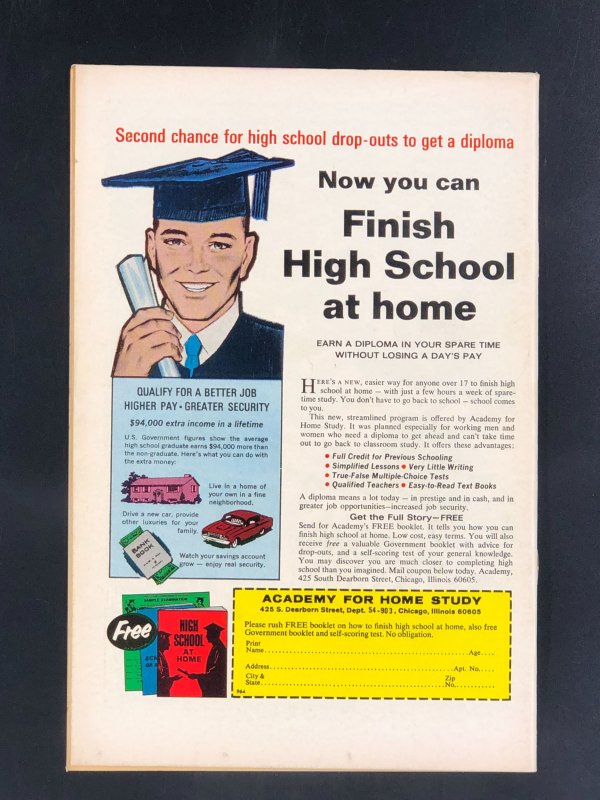 Second chance for high school drop-outs to get a diploma
Now you can
Finish
High School
at home
EARN A DIPLOMA IN YOUR SPARE TIME
WITHOUT LOSING A DAY'S PAY
QUALIFY FOR A BETTER JOB
HIGHER PAY • GREATER SECURITY
$94,000 extra income in a lifetime
U.S. Government figures show the average
high school graduate earns $94,000 more than
the non-graduate. Here's what you can do with
the extra money:
Live in a home of
your own in a fine
neighborhood.
Drive a new car, provide
other luxuries for your
family.
BANK
BOOK
Watch your savings account
grow — enjoy real security.
HERE'S A NEW, easier way for anyone over 17 to finish high
school at home — with just a few hours a week of spare-
time study. You don't have to go back to school — school comes
to you.
This new, streamlined program is offered by Academy for
Home Study. It was planned especially for working men and
women who need a diploma to get ahead and can't take time
out to go back to classroom study. It offers these advantages:
• Full Credit for Previous Schooling
• Simplified Lessons • Very Little Writing
• True-False Multiple-Choice Tests
• Qualified Teachers • Easy-to-Read Text Books
A diploma means a lot today — in prestige and in cash, and in
greater job opportunities—increased job security.
Get the Full Story—FREE
Send for Academy's FREE booklet. It tells you how you can
finish high school at home. Low cost, easy terms. You will also
receive free a valuable Government booklet with advice for
drop-outs, and a self-scoring test of your general knowledge.
You may discover you are much closer to completing high
school than you imagined. Mail coupon below today. Academy,
425 South Dearborn Street, Chicago, Illinois 60605.
Free
SAMPLE EXAMINATION
HIGH
SCHOOL
AT
HOME
ACADEMY FOR HOME STUDY
425 S. Dearborn Street, Dept. 54-903, Chicago, Illinois 60605
Please rush FREE booklet on how to finish high school at home, also free
Government booklet and self-scoring test. No obligation.
Print
Name Age
Address Apt. No.
City & Zip
State No.